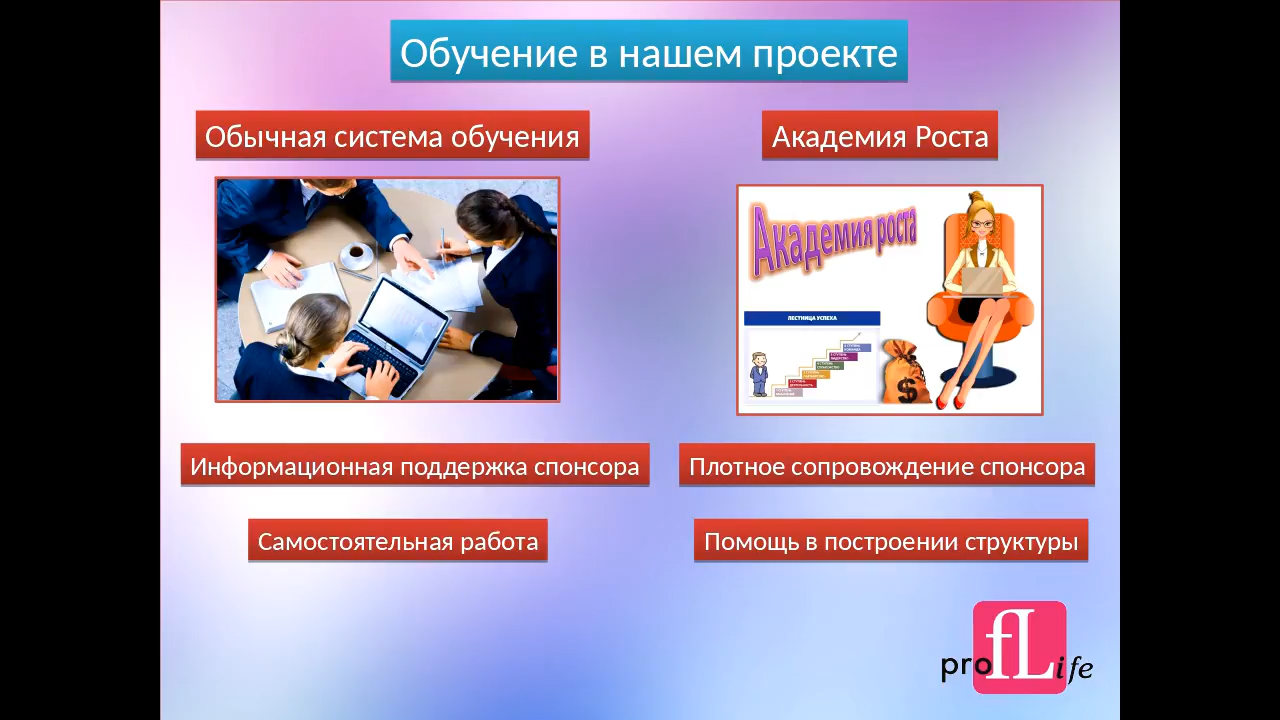 Обучение в нашем проекте
Обычная система обучения
Академия Роста
Академия роста
ЛЕСТНИЦА УСПЕХА
Информационная поддержка спонсора
Плотное сопровождение спонсора
Самостоятельная работа
Помощь в построении структуры
profLife